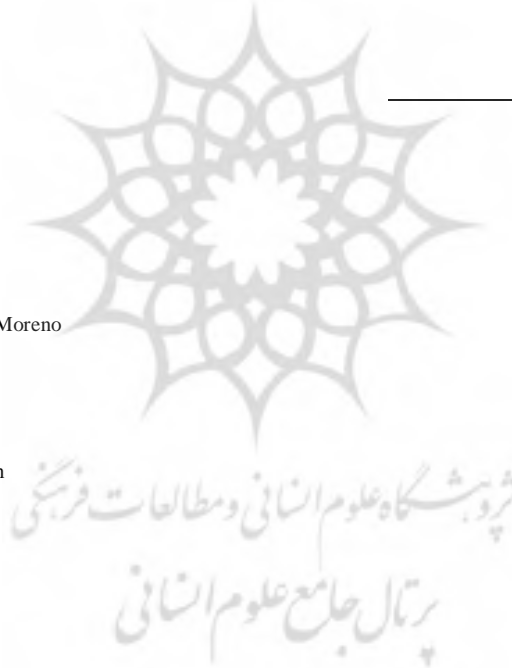 Moreno
پژوهشگاه علوم انسانی و مطالعات فرهنگی
پرتال جامع علوم انسانی